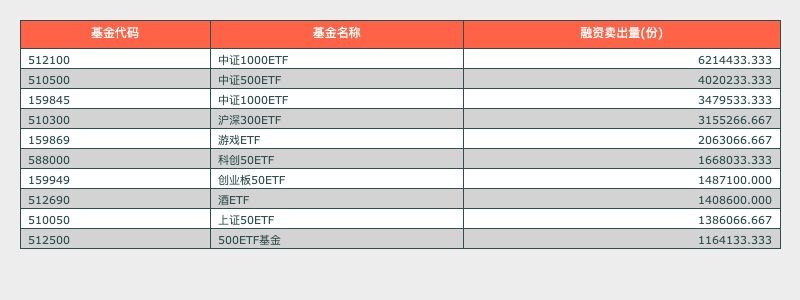 基金代码 基金名称 融资卖出量(份)
512100 中证1000ETF 6214433.333
510500 中证500ETF 4020233.333
159845 中证1000ETF 3479533.333
510300 沪深300ETF 3155266.667
159869 游戏ETF 2063066.667
588000 科创50ETF 1668033.333
159949 创业板50ETF 1487100.000
512690 酒ETF 1408600.000
510050 上证50ETF 1386066.667
512500 500ETF基金 1164133.333